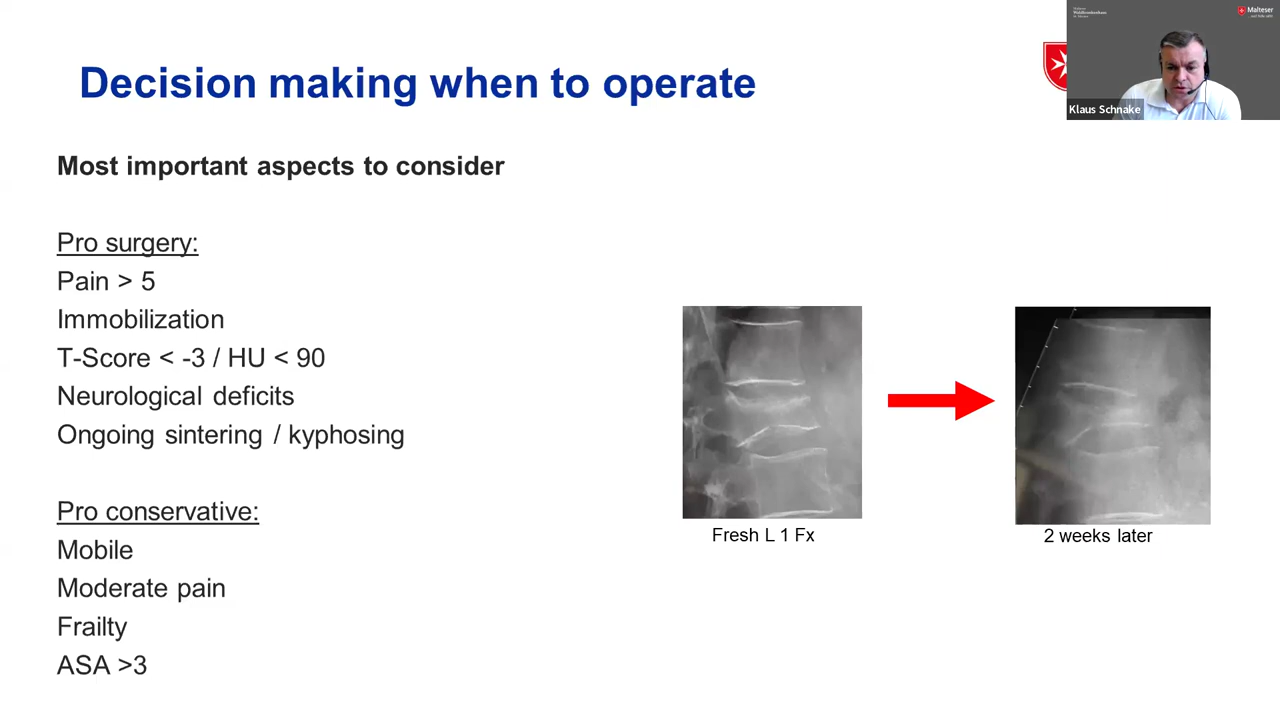 Malteser
Decision making when to operate
Klaus Schnake
Most important aspects to consider
Pro surgery:
Pain > 5
Immobilization
T-Score < -3 / HU < 90
Neurological deficits
Ongoing sintering / kyphosing
Pro conservative:
Mobile
Moderate pain
Frailty
ASA >3
Fresh L 1 Fx
2 weeks later